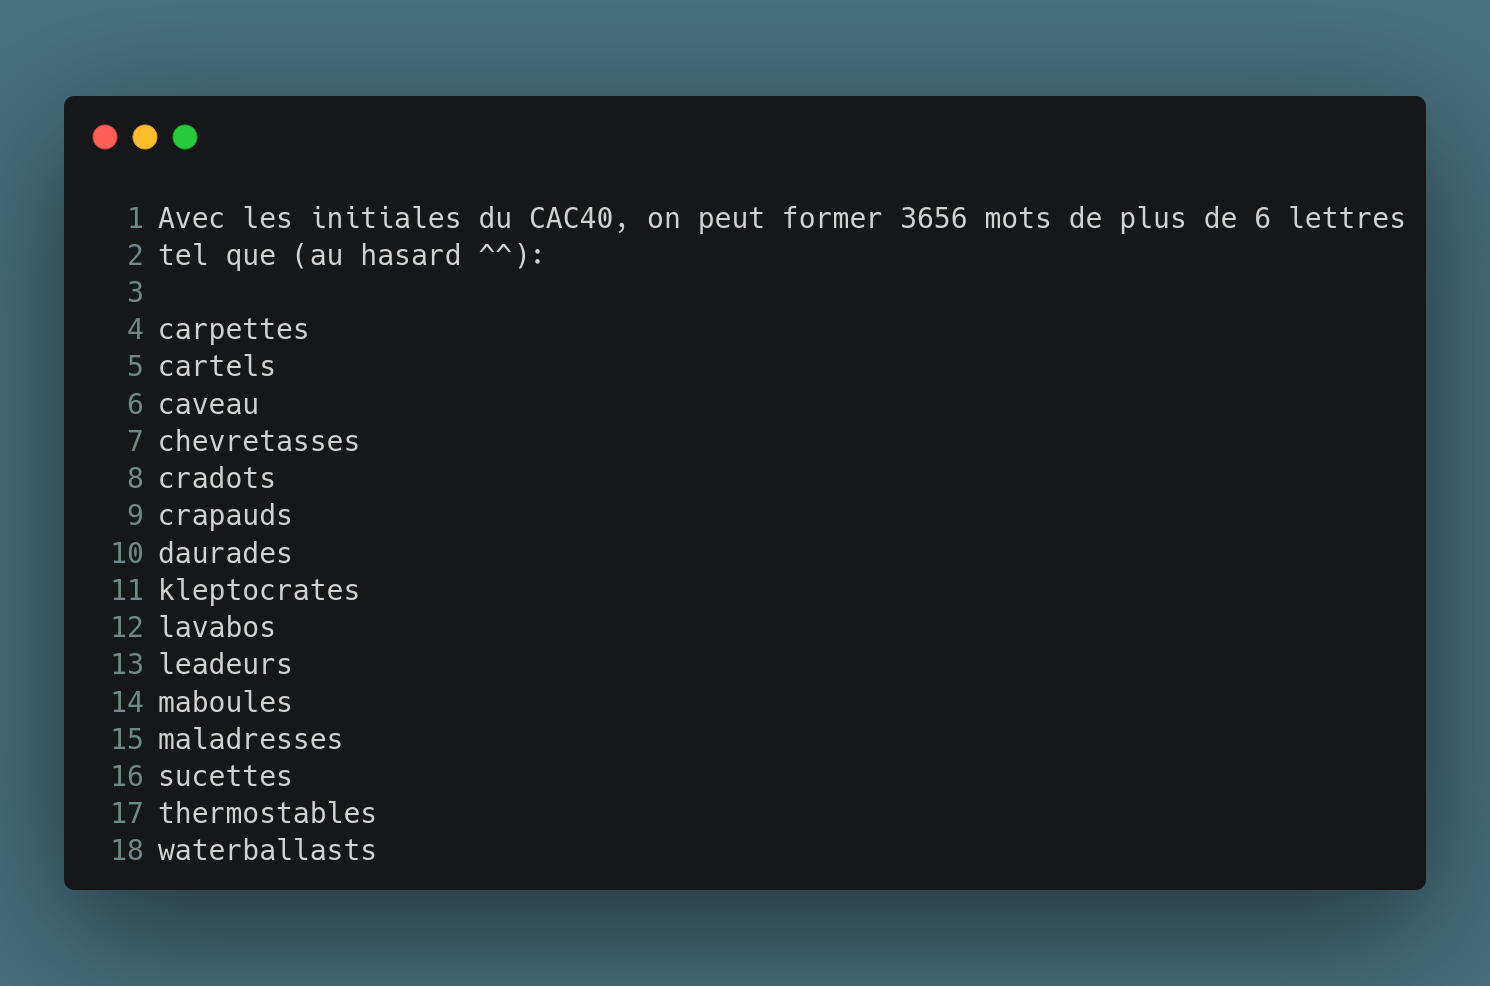 1 Avec les initiales du CAC40, on peut former 3656 mots de plus de 6 lettres
2 tel que (au hasard ^^):
3
4 carpettes
5 cartels
6 caveau
7 chevretasses
8 cradots
9 crapauds
10 daurades
11 kleptocrates
12 lavabos
13 leadeurs
14 maboules
15 maladresses
16 sucettes
17 thermostables
18 waterballasts